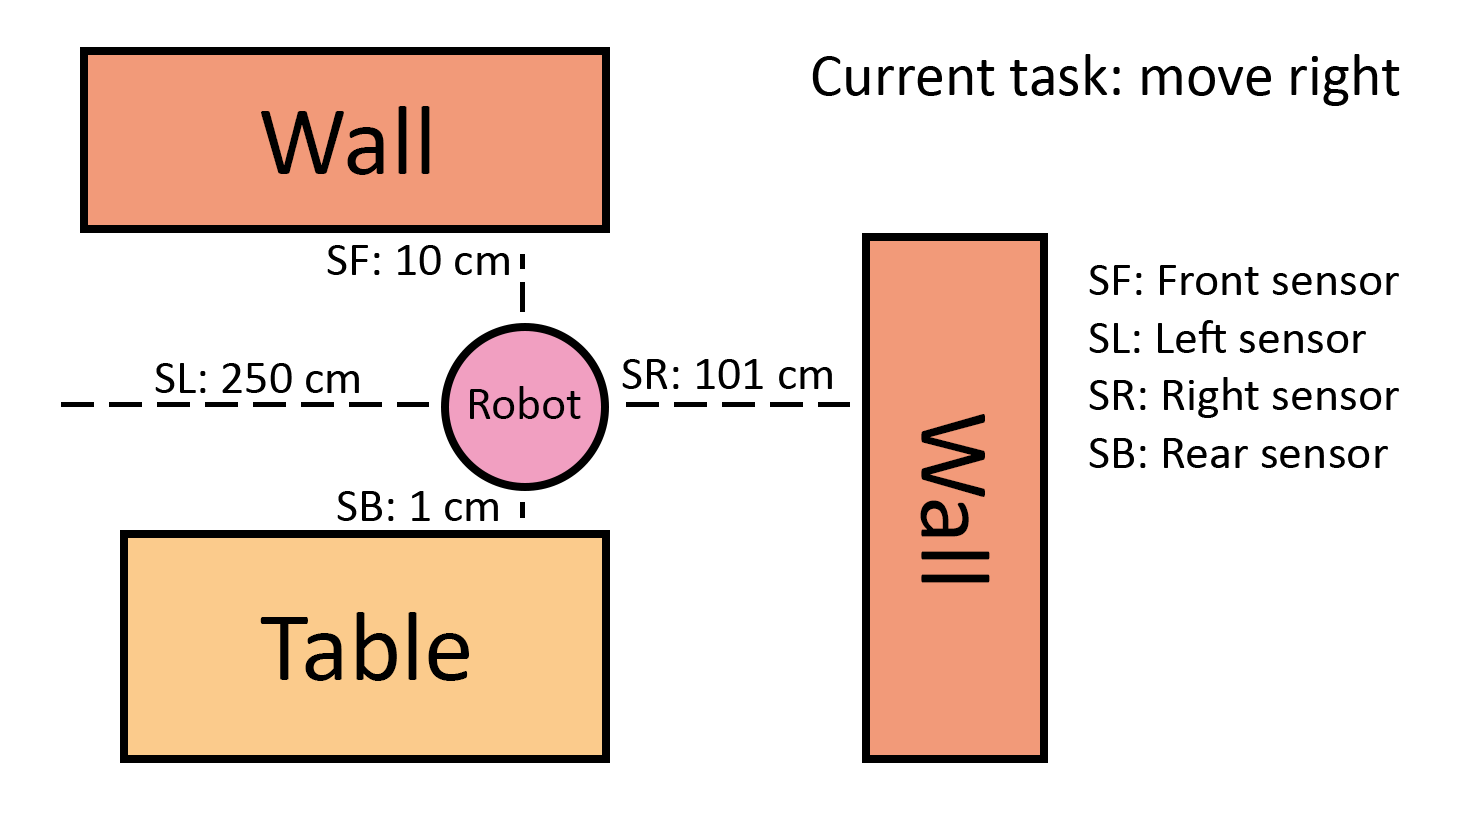 Current task: move right
Wall
SF: 10 cm
SL: 250 cm
Robot
SR: 101 cm
SB: 1 cm
Table
Wall
SF: Front sensor
SL: Left sensor
SR: Right sensor
SB: Rear sensor